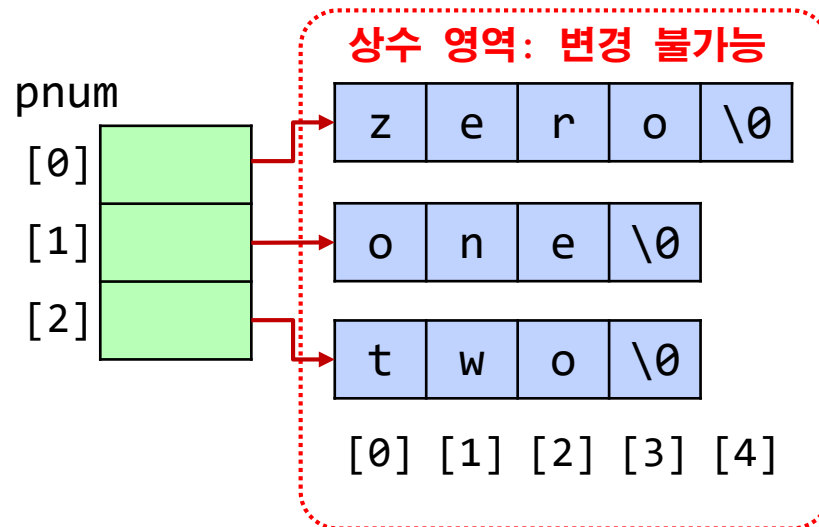 상수 영역: 변경 불가능
pnum
[0] z e r o \0
[1] o n e \0
[2] t w o \0
[0] [1] [2] [3] [4]